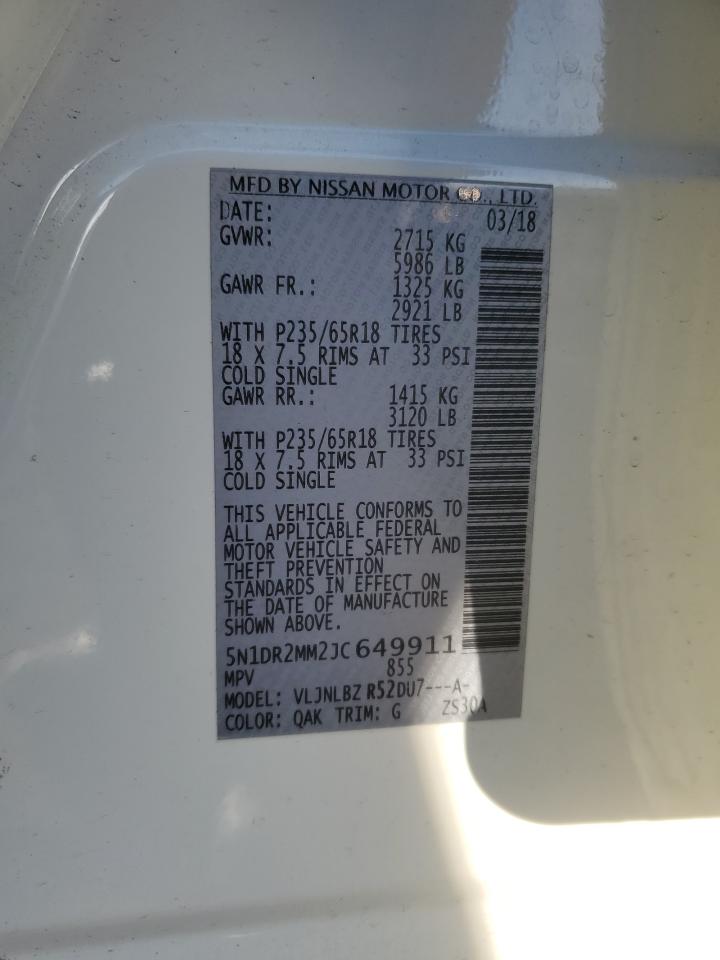 MFD BY NISSAN MOTOR CO., LTD.
DATE: 03/18
GVWR: 2715 KG
5986 LB
GAWR FR.: 1325 KG
2921 LB
WITH P235/65R18 TIRES
18 X 7.5 RIMS AT 33 PSI
COLD SINGLE
GAWR RR.: 1415 KG
3120 LB
WITH P235/65R18 TIRES
18 X 7.5 RIMS AT 33 PSI
COLD SINGLE
THIS VEHICLE CONFORMS TO
ALL APPLICABLE FEDERAL
MOTOR VEHICLE SAFETY AND
THEFT PREVENTION
STANDARDS IN EFFECT ON
THE DATE OF MANUFACTURE
SHOWN ABOVE.
5N1DR2MM2JC649911
MPV 855
MODEL: VLJNLBZ R52DU7---A-
COLOR: QAK TRIM: G ZS30A